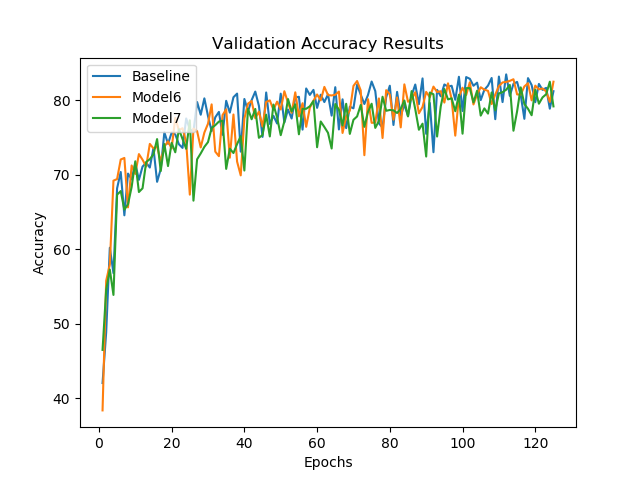 Validation Accuracy Results
Baseline
Model6
Model7
80
70
60
50
40
Accuracy
0 20 40 60 80 100 120
Epochs